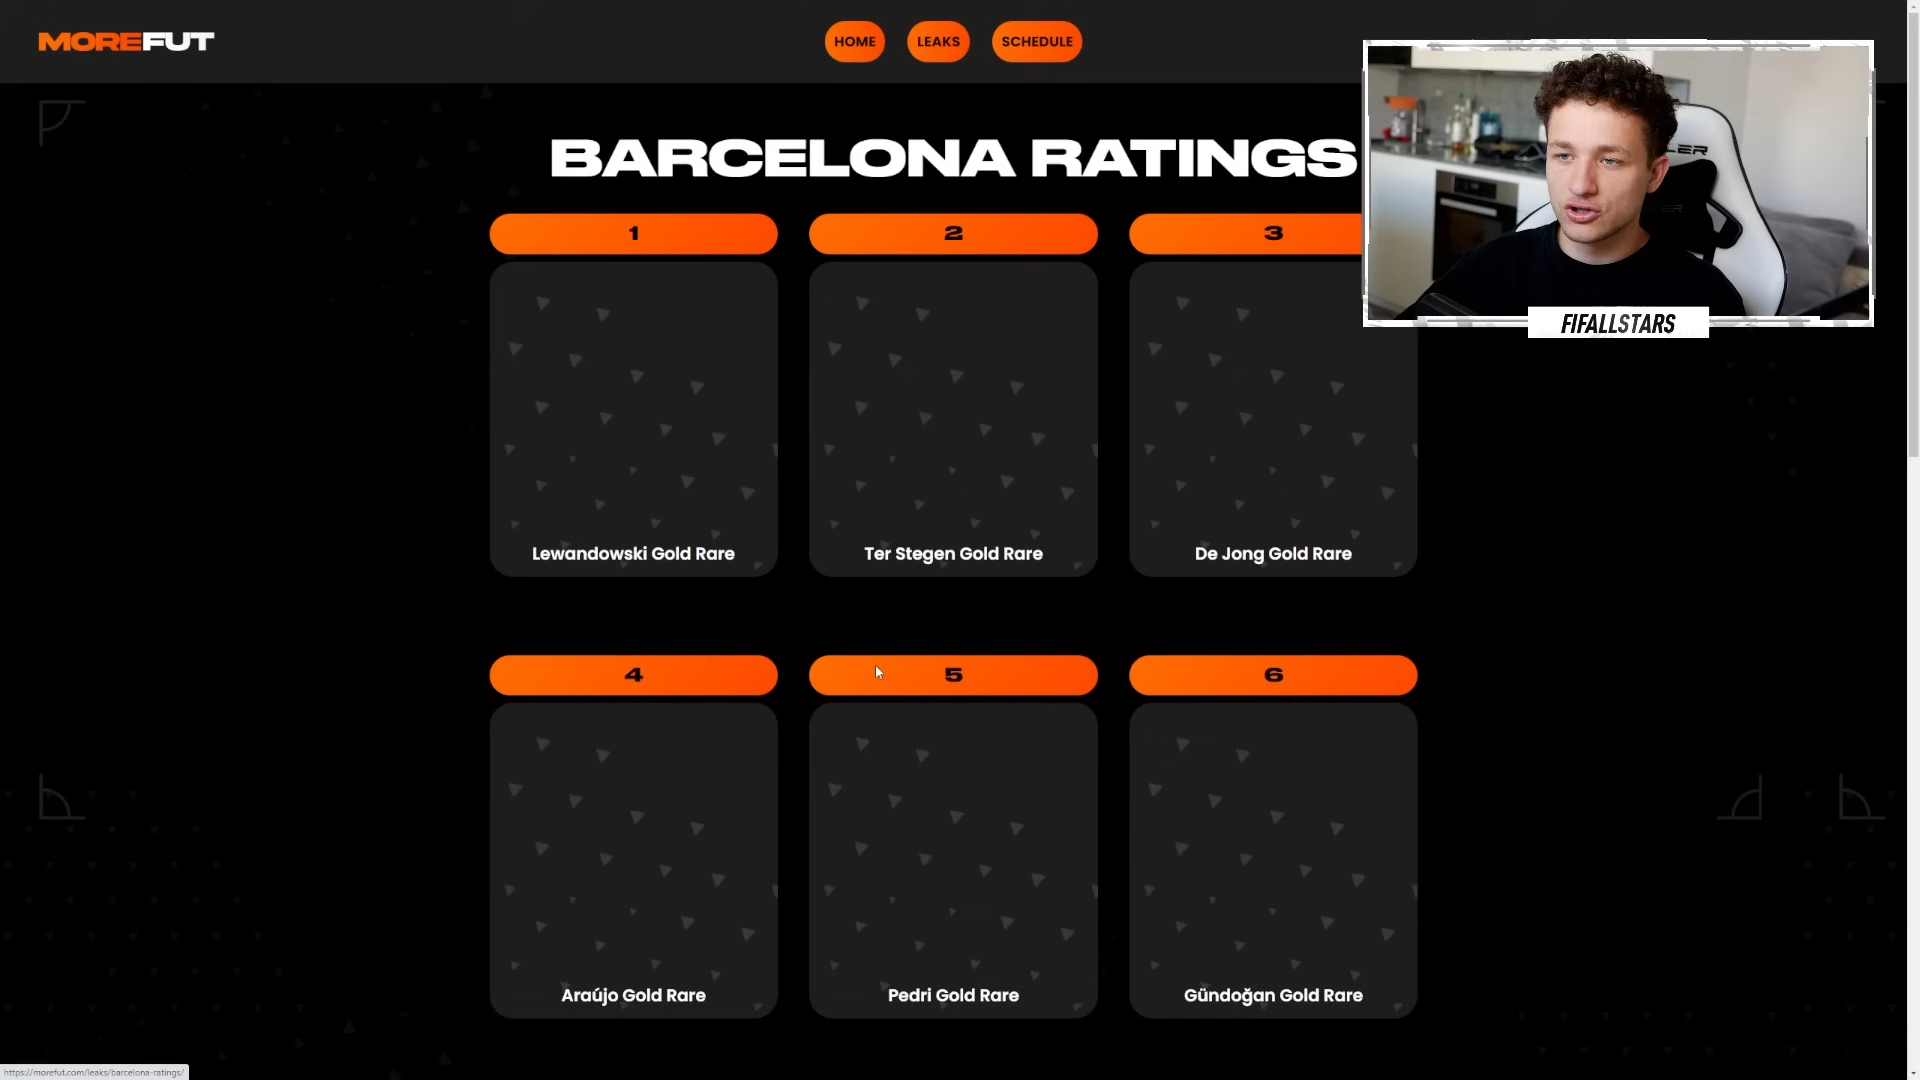 MOREFUT
HOME
LEAKS
SCHEDULE
BARCELONA RATINGS
1
2
3
FIFALLSTARS
Lewandowski Gold Rare
Ter Stegen Gold Rare
De Jong Gold Rare
4
5
6
Araújo Gold Rare
Pedri Gold Rare
Gündoğan Gold Rare
https://morefut.com/leaks/barcelona-ratings/